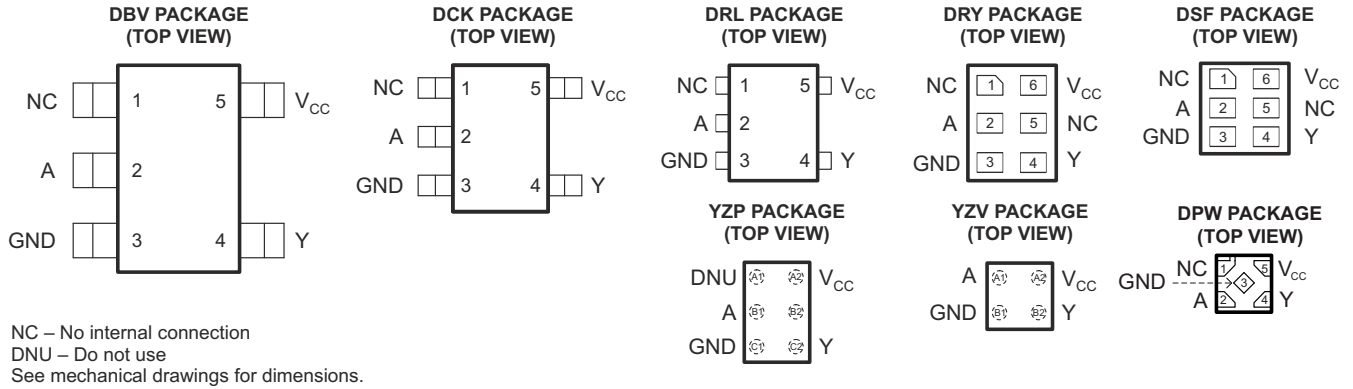 DBV PACKAGE
(TOP VIEW)
NC 1 5 VCC
A 2
GND 3 4 Y
DCK PACKAGE
(TOP VIEW)
NC 1 5 VCC
A 2
GND 3 4 Y
DRL PACKAGE
(TOP VIEW)
NC 1 5 VCC
A 2
GND 3 4 Y
DRY PACKAGE
(TOP VIEW)
NC 1 6 VCC
A 2 5 NC
GND 3 4 Y
DSF PACKAGE
(TOP VIEW)
NC 1 6 VCC
A 2 5 NC
GND 3 4 Y
YZP PACKAGE
(TOP VIEW)
DNU A1 A2 VCC
A B1 B2
GND C1 C2 Y
YZV PACKAGE
(TOP VIEW)
A A1 A2 VCC
GND B1 B2 Y
DPW PACKAGE
(TOP VIEW)
NC 1 5 VCC
GND 3
A 2 4 Y
NC – No internal connection
DNU – Do not use
See mechanical drawings for dimensions.